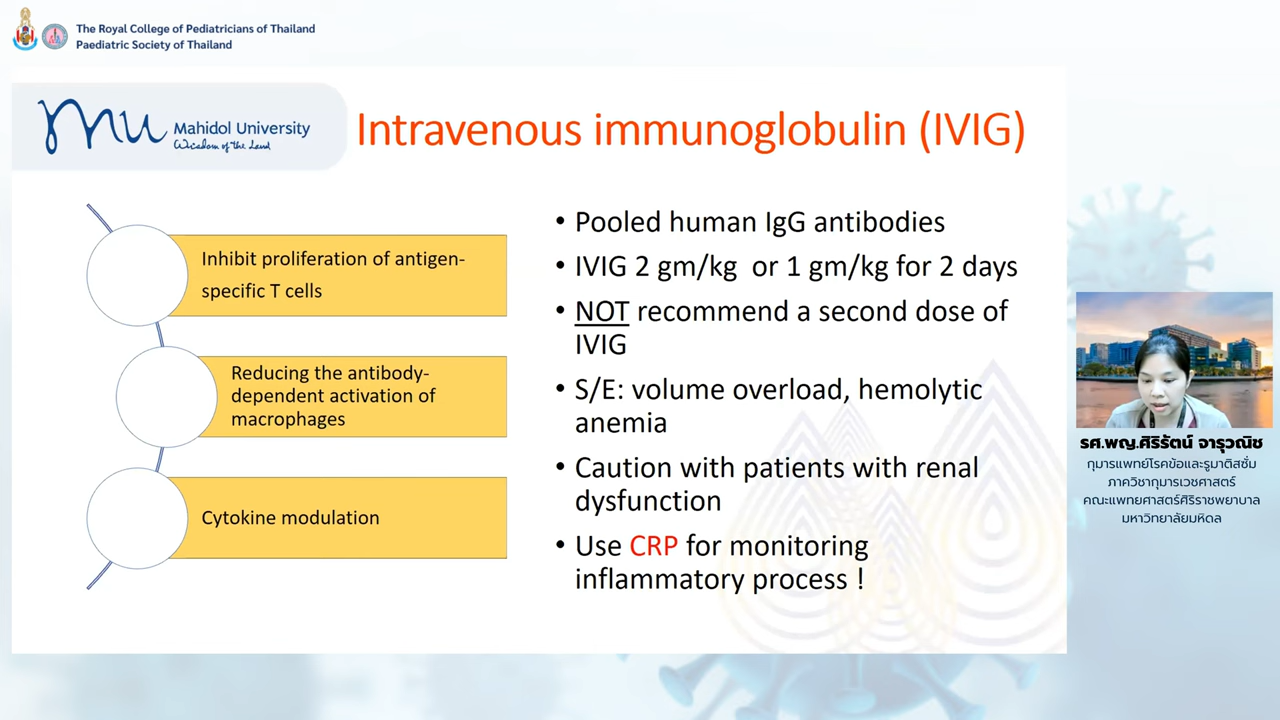 The Royal College of Pediatricians of Thailand
Paediatric Society of Thailand
Mahidol University
Wisdom of the Land
Intravenous immunoglobulin (IVIG)
Inhibit proliferation of antigen-
specific T cells
Reducing the antibody-
dependent activation of
macrophages
Cytokine modulation
• Pooled human IgG antibodies
• IVIG 2 gm/kg or 1 gm/kg for 2 days
• NOT recommend a second dose of
IVIG
• S/E: volume overload, hemolytic
anemia
• Caution with patients with renal
dysfunction
• Use CRP for monitoring
inflammatory process !
รศ.พญ.ศิริรัตน์ จารุวณิช
กุมารแพทย์โรคข้อและรูมาติสซั่ม
ภาควิชากุมารเวชศาสตร์
คณะแพทยศาสตร์ศิริราชพยาบาล
มหาวิทยาลัยมหิดล